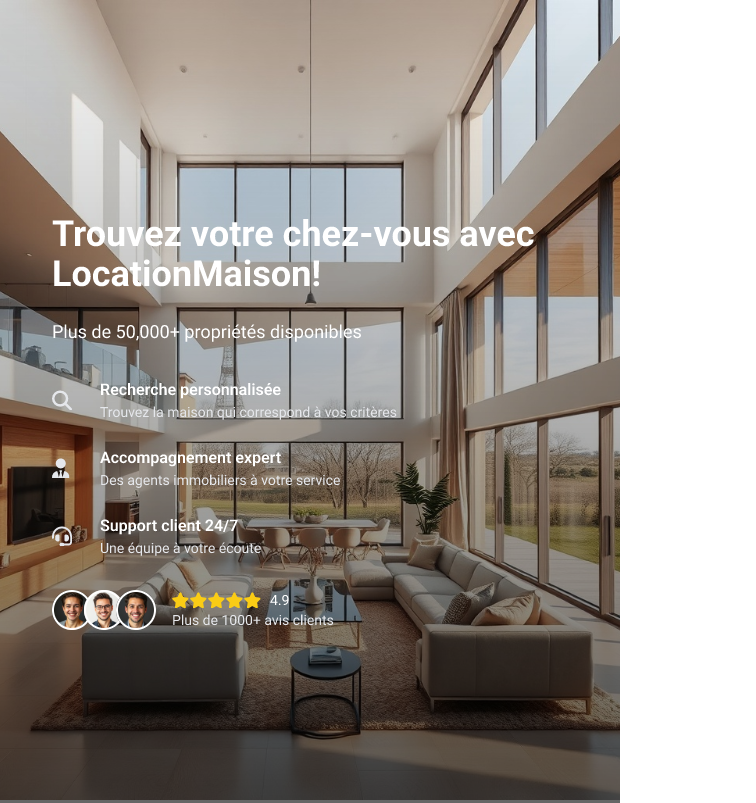 Trouvez votre chez-vous avec
LocationMaison!
Plus de 50,000+ propriétés disponibles
Recherche personnalisée
Trouvez la maison qui correspond à vos critères
Accompagnement expert
Des agents immobiliers à votre service
Support client 24/7
Une équipe à votre écoute
4.9
Plus de 1000+ avis clients